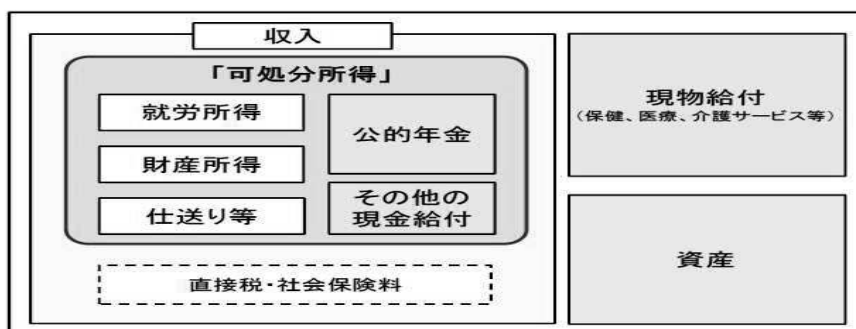 収入
「可処分所得」
就労所得
財産所得
仕送り等
公的年金
その他の
現金給付
直接税・社会保険料
現物給付
（保健、医療、介護サービス等）
資産